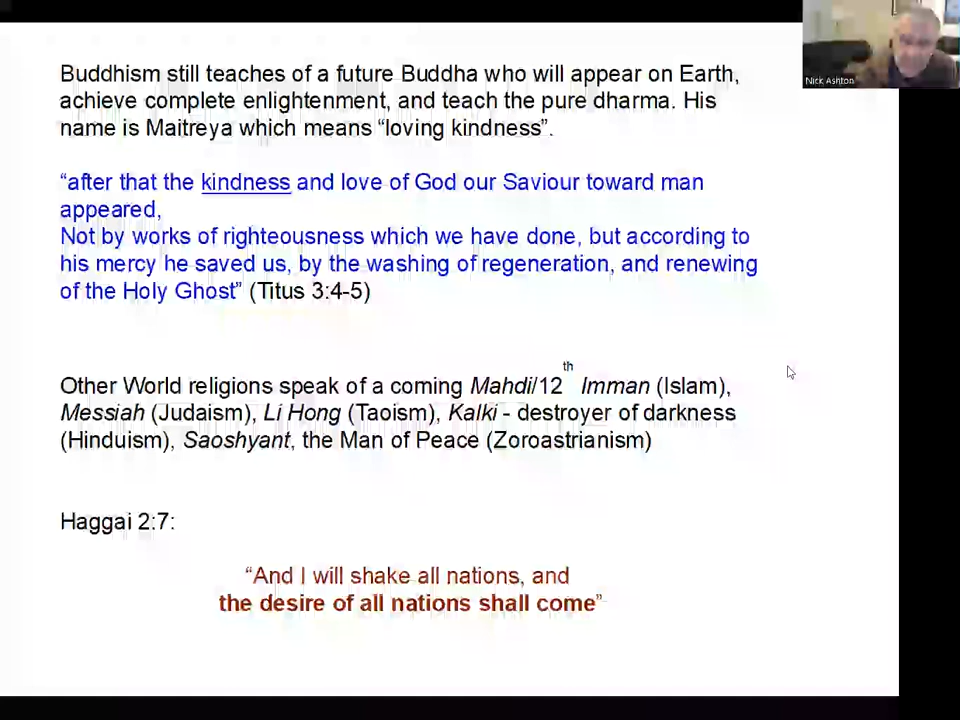 Buddhism still teaches of a future Buddha who will appear on Earth,
achieve complete enlightenment, and teach the pure dharma. His
name is Maitreya which means “loving kindness”.
“after that the kindness and love of God our Saviour toward man
appeared,
Not by works of righteousness which we have done, but according to
his mercy he saved us, by the washing of regeneration, and renewing
of the Holy Ghost” (Titus 3:4-5)
Other World religions speak of a coming Mahdi/12th Imman (Islam),
Messiah (Judaism), Li Hong (Taoism), Kalki - destroyer of darkness
(Hinduism), Saoshyant, the Man of Peace (Zoroastrianism)
Haggai 2:7:
“And I will shake all nations, and
the desire of all nations shall come”
Nick Ashton